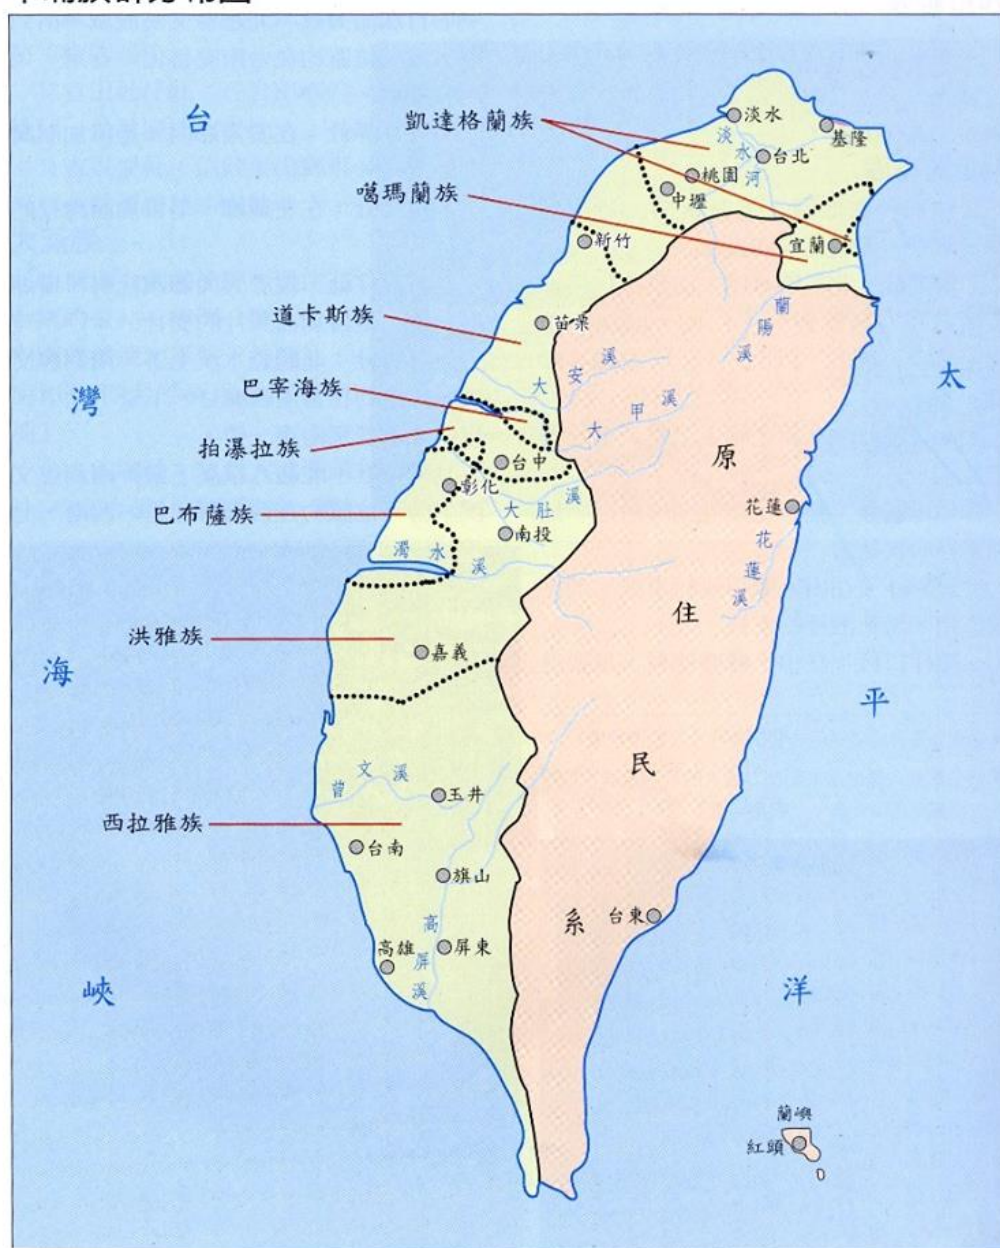 台灣海峽
太平洋
凱達格蘭族
噶瑪蘭族
道卡斯族
巴宰海族
拍瀑拉族
巴布薩族
洪雅族
西拉雅族
原住民系
淡水
基隆
淡水河
台北
桃園
中壢
新竹
宜蘭
蘭陽溪
苗栗
大安溪
大甲溪
台中
彰化
大肚溪
南投
濁水溪
花蓮
花蓮溪
嘉義
曾文溪
玉井
台南
旗山
高屏溪
高雄
屏東
台東
蘭嶼
紅頭